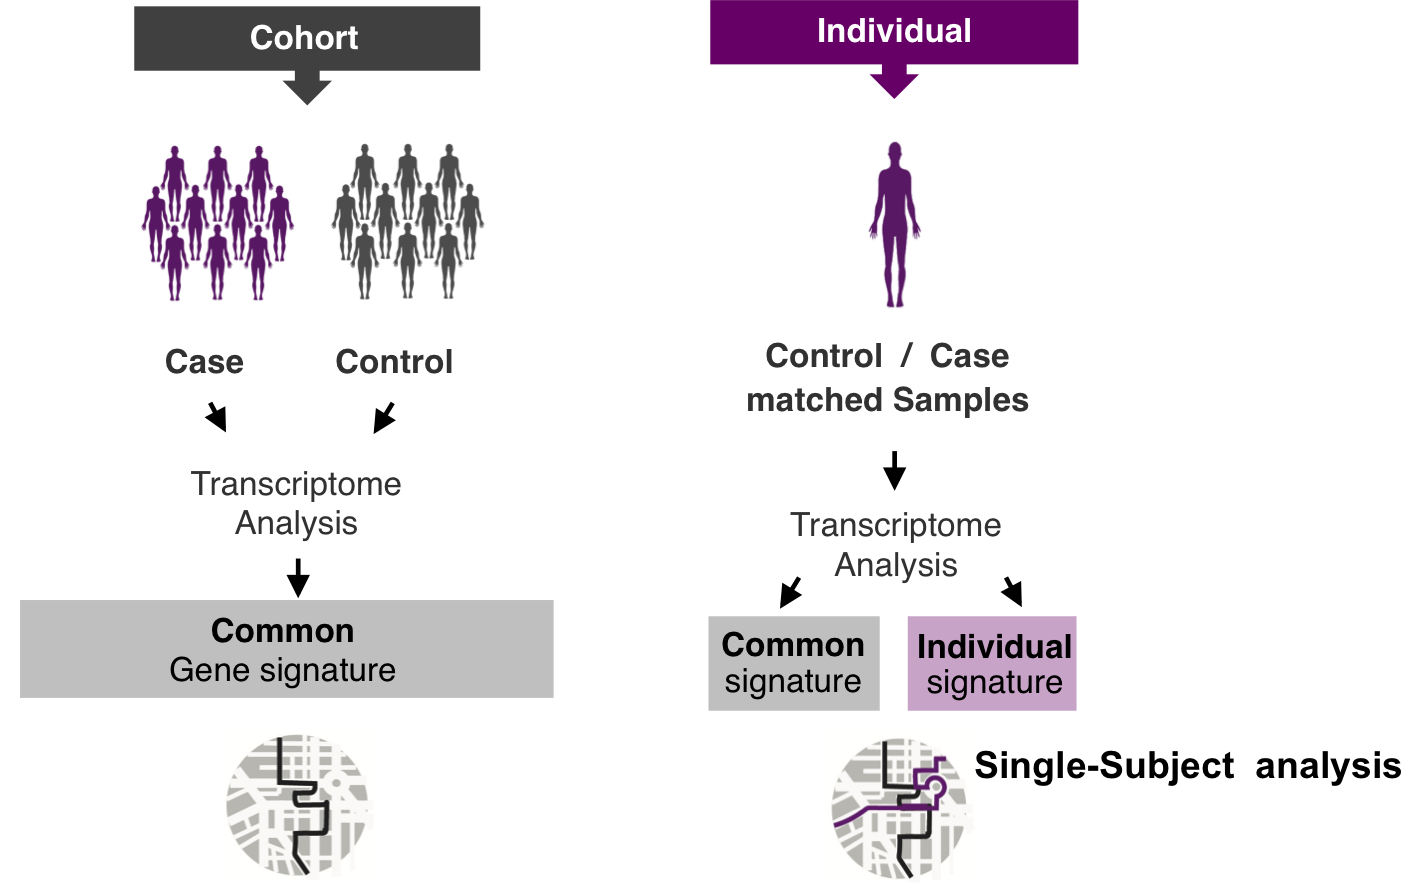 Cohort
Case
Control
Transcriptome
Analysis
Common
Gene signature
Individual
Control / Case
matched Samples
Transcriptome
Analysis
Common
signature
Individual
signature
Single-Subject analysis